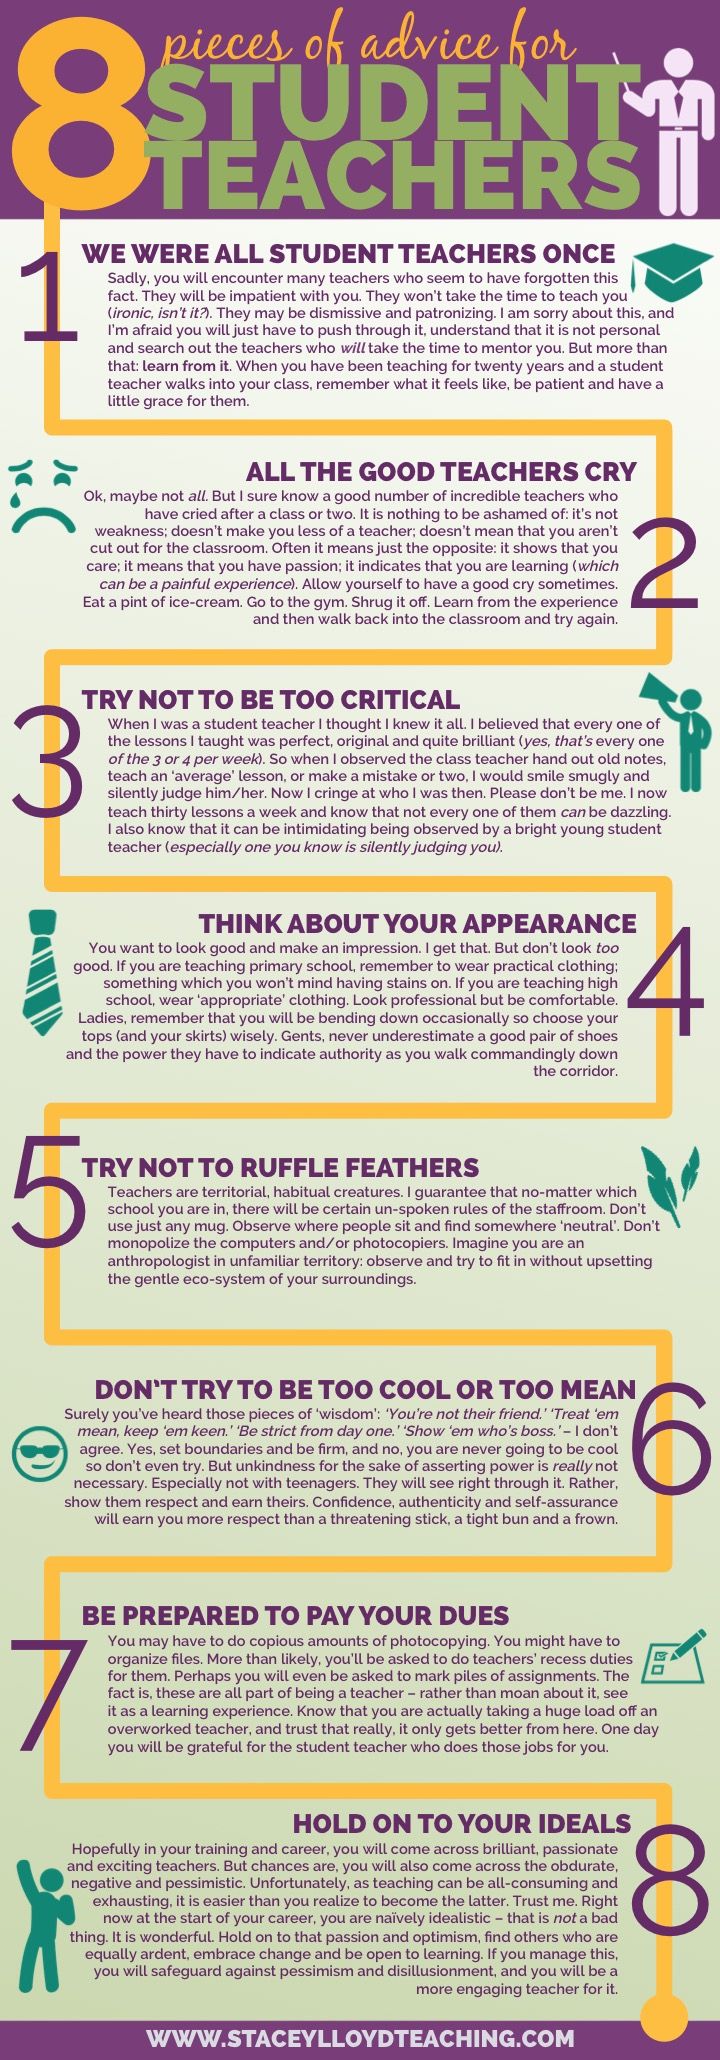 8 pieces of advice for
STUDENT
TEACHERS
1
WE WERE ALL STUDENT TEACHERS ONCE
Sadly, you will encounter many teachers who seem to have forgotten this
fact. They will be impatient with you. They won't take the time to teach you
(ironic, isn't it?). They may be dismissive and patronizing. I am sorry about this, and
I'm afraid you will just have to push through it, understand that it is not personal
and search out the teachers who will take the time to mentor you. But more than
that: learn from it. When you have been teaching for twenty years and a student
teacher walks into your class, remember what it feels like, be patient and have a
little grace for them.
ALL THE GOOD TEACHERS CRY
Ok, maybe not all. But I sure know a good number of incredible teachers who
have cried after a class or two. It is nothing to be ashamed of: it's not
weakness; doesn't make you less of a teacher; doesn't mean that you aren't
cut out for the classroom. Often it means just the opposite: it shows that you
care; it means that you have passion; it indicates that you are learning (which
can be a painful experience). Allow yourself to have a good cry sometimes.
Eat a pint of ice-cream. Go to the gym. Shrug it off. Learn from the experience
and then walk back into the classroom and try again.
2
3
TRY NOT TO BE TOO CRITICAL
When I was a student teacher I thought I knew it all. I believed that every one of
the lessons I taught was perfect, original and quite brilliant (yes, that's every one
of the 3 or 4 per week). So when I observed the class teacher hand out old notes,
teach an 'average' lesson, or make a mistake or two, I would smile smugly and
silently judge him/her. Now I cringe at who I was then. Please don't be me. I now
teach thirty lessons a week and know that not every one of them can be dazzling.
I also know that it can be intimidating being observed by a bright young student
teacher (especially one you know is silently judging you).
THINK ABOUT YOUR APPEARANCE
You want to look good and make an impression. I get that. But don't look too
good. If you are teaching primary school, remember to wear practical clothing;
something which you won't mind having stains on. If you are teaching high
school, wear 'appropriate' clothing. Look professional but be comfortable.
Ladies, remember that you will be bending down occasionally so choose your
tops (and your skirts) wisely. Gents, never underestimate a good pair of shoes
and the power they have to indicate authority as you walk commandingly down
the corridor.
4
5
TRY NOT TO RUFFLE FEATHERS
Teachers are territorial, habitual creatures. I guarantee that no-matter which
school you are in, there will be certain un-spoken rules of the staffroom. Don't
use just any mug. Observe where people sit and find somewhere 'neutral'. Don't
monopolize the computers and/or photocopiers. Imagine you are an
anthropologist in unfamiliar territory: observe and try to fit in without upsetting
the gentle eco-system of your surroundings.
DON'T TRY TO BE TOO COOL OR TOO MEAN
Surely you've heard those pieces of 'wisdom': 'You're not their friend.' 'Treat 'em
mean, keep 'em keen.' 'Be strict from day one.' 'Show 'em who's boss.' – I don't
agree. Yes, set boundaries and be firm, and no, you are never going to be cool
so don't even try. But unkindness for the sake of asserting power is really not
necessary. Especially not with teenagers. They will see right through it. Rather,
show them respect and earn theirs. Confidence, authenticity and self-assurance
will earn you more respect than a threatening stick, a tight bun and a frown.
6
7
BE PREPARED TO PAY YOUR DUES
You may have to do copious amounts of photocopying. You might have to
organize files. More than likely, you'll be asked to do teachers' recess duties
for them. Perhaps you will even be asked to mark piles of assignments. The
fact is, these are all part of being a teacher – rather than moan about it, see
it as a learning experience. Know that you are actually taking a huge load off an
overworked teacher, and trust that really, it only gets better from here. One day
you will be grateful for the student teacher who does those jobs for you.
HOLD ON TO YOUR IDEALS
Hopefully in your training and career, you will come across brilliant, passionate
and exciting teachers. But chances are, you will also come across the obdurate,
negative and pessimistic. Unfortunately, as teaching can be all-consuming and
exhausting, it is easier than you realize to become the latter. Trust me. Right
now at the start of your career, you are naïvely idealistic – that is not a bad
thing. It is wonderful. Hold on to that passion and optimism, find others who are
equally ardent, embrace change and be open to learning. If you manage this,
you will safeguard against pessimism and disillusionment, and you will be a
more engaging teacher for it.
8
WWW.STACEYLLOYDTEACHING.COM